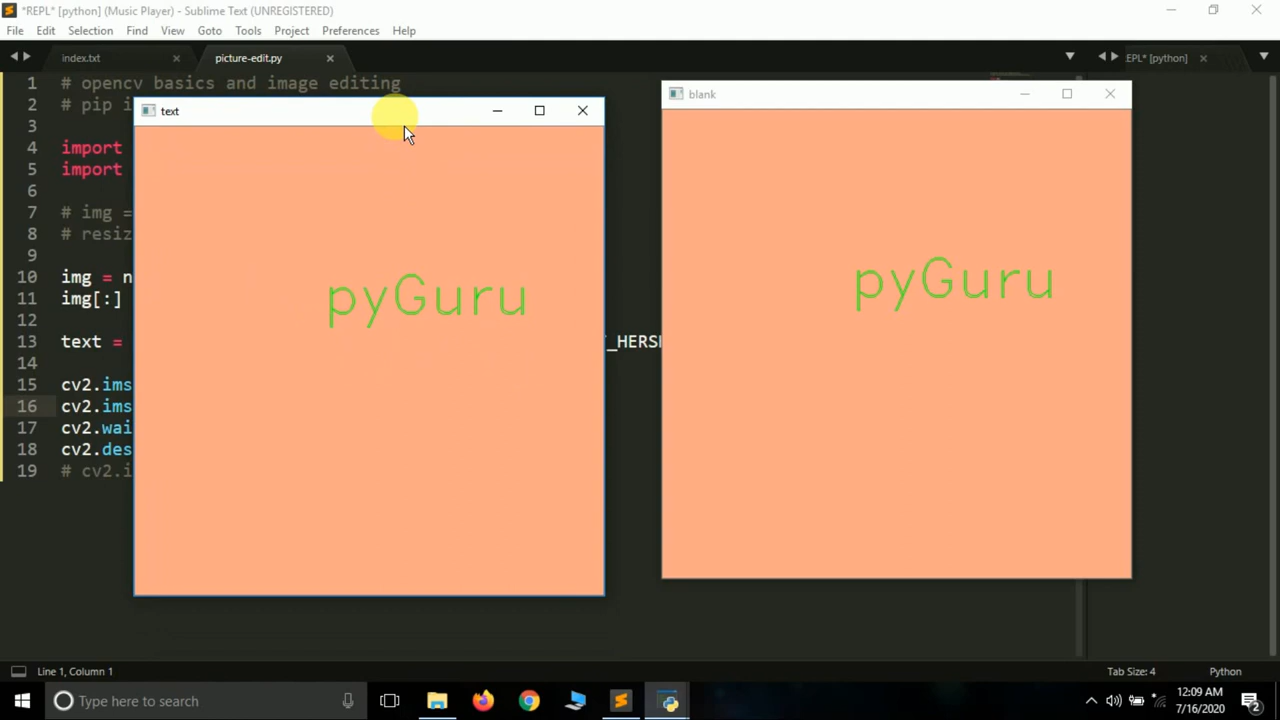 *REPL* [python] (Music Player) - Sublime Text (UNREGISTERED)
File Edit Selection Find View Goto Tools Project Preferences Help
index.txt picture-edit.py EPL* [python]
1 # opencv basics and image editing
2 # pip i
3
4 import
5 import
6
7 # img =
8 # resiz
9
10 img = n
11 img[:]
12
13 text = _HERSH
14
15 cv2.ims
16 cv2.ims
17 cv2.wai
18 cv2.des
19 # cv2.i
text
pyGuru
blank
pyGuru
Line 1, Column 1 Tab Size: 4 Python
Type here to search
12:09 AM
7/16/2020
2